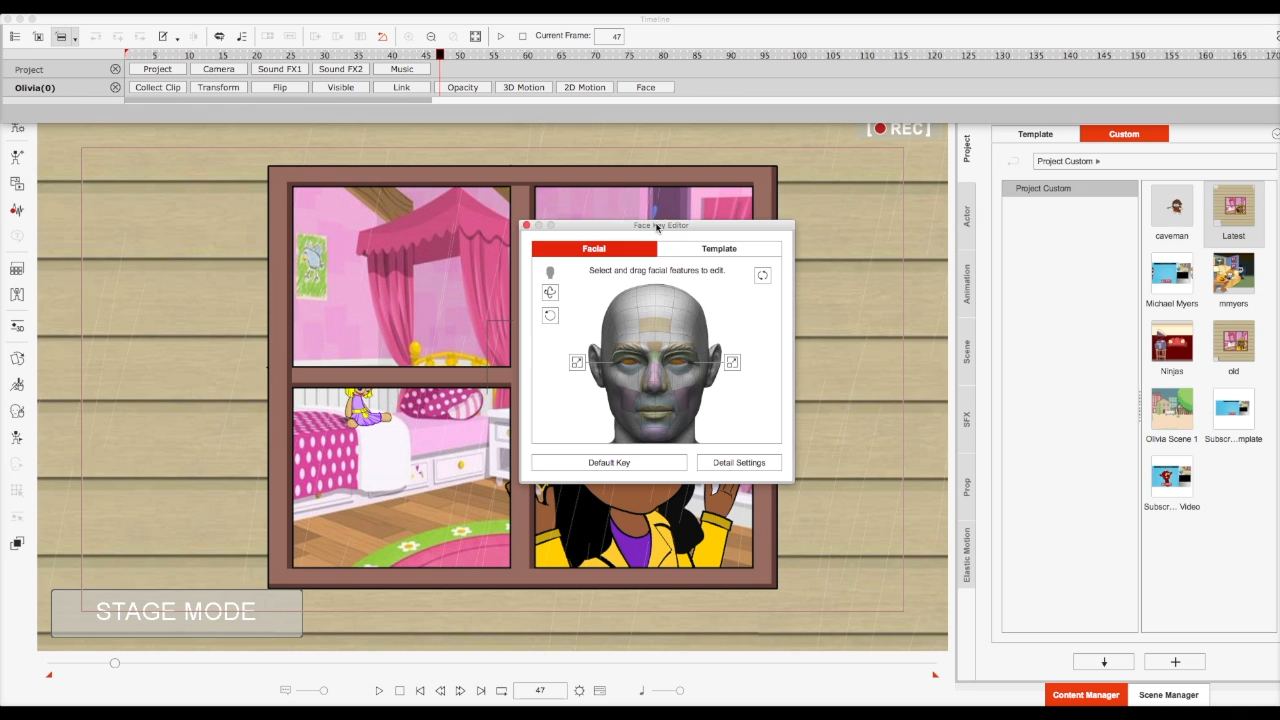 Timeline
Current Frame: 47
5 10 15 20 25 30 35 40 45 50 55 60 65 70 75 80 85 90 95 100 105 110 115 120 125 130 135 140 145 150 155 160 165 170
Project Project Camera Sound FX1 Sound FX2 Music
Olivia(0) Collect Clip Transform Flip Visible Link Opacity 3D Motion 2D Motion Face
[ REC]
Project
Actor
Animation
Scene
SFX
Prop
Elastic Motion
Template Custom
Project Custom
Project Custom
caveman Latest
Michael Myers mmyers
Ninjas old
Olivia Scene 1 Subscr...mplate
Subscr... Video
Face Key Editor
Facial Template
Select and drag facial features to edit.
Default Key Detail Settings
STAGE MODE
47
Content Manager Scene Manager